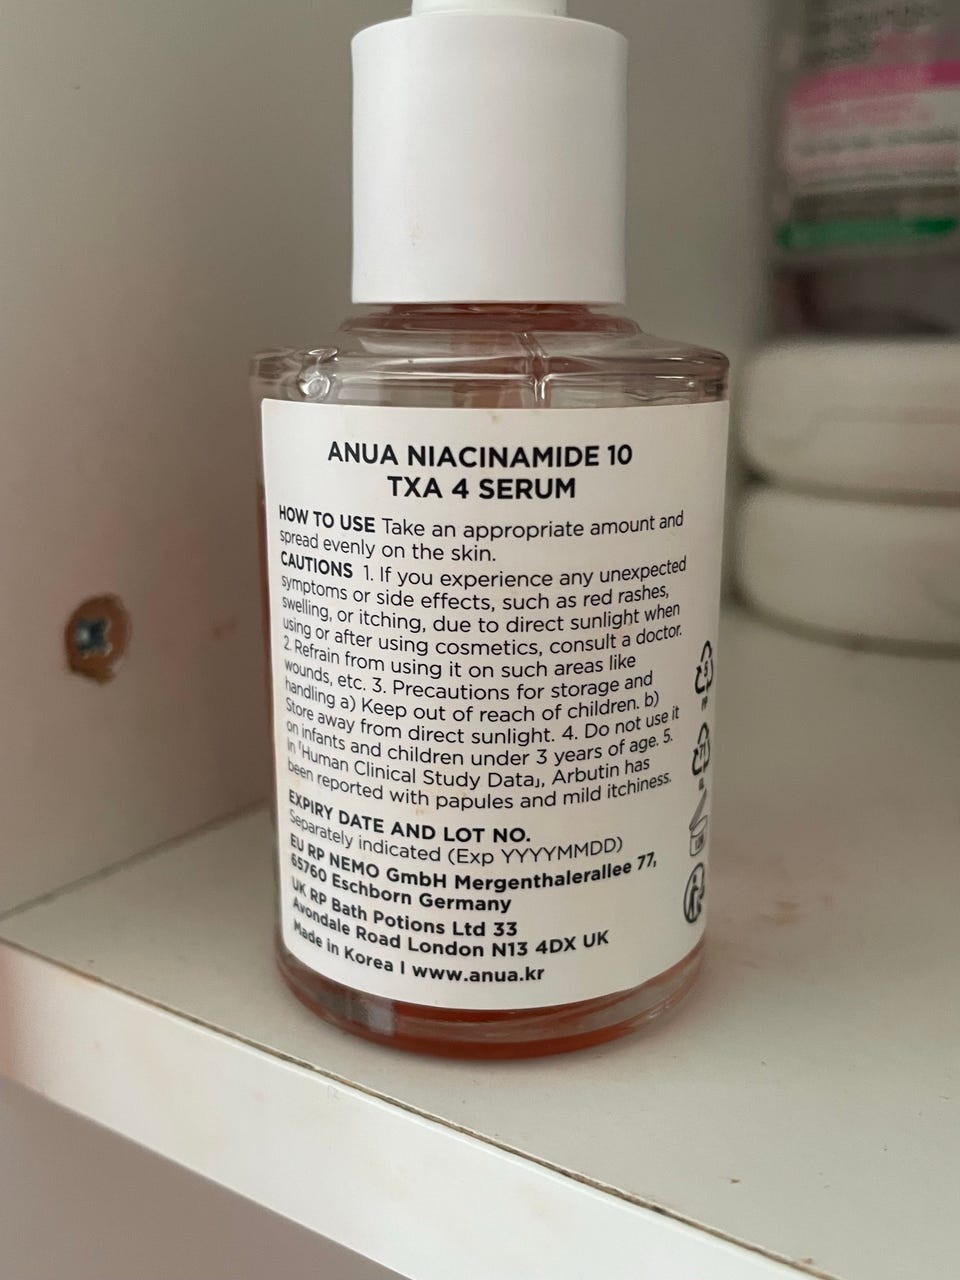 ANUA NIACINAMIDE 10
TXA 4 SERUM
HOW TO USE Take an appropriate amount and
spread evenly on the skin.
CAUTIONS 1. If you experience any unexpected
symptoms or side effects, such as red rashes,
swelling, or itching, due to direct sunlight when
using or after using cosmetics, consult a doctor.
2. Refrain from using it on such areas like
wounds, etc. 3. Precautions for storage and
handling a) Keep out of reach of children. b)
Store away from direct sunlight. 4. Do not use it
on infants and children under 3 years of age. 5.
in「Human Clinical Study Data」, Arbutin has
been reported with papules and mild itchiness.
EXPIRY DATE AND LOT NO.
Separately indicated (Exp YYYYMMDD)
EU RP NEMO GmbH Mergenthalerallee 77,
65760 Eschborn Germany
UK RP Bath Potions Ltd 33
Avondale Road London N13 4DX UK
Made in Korea | www.anua.kr
5
PP